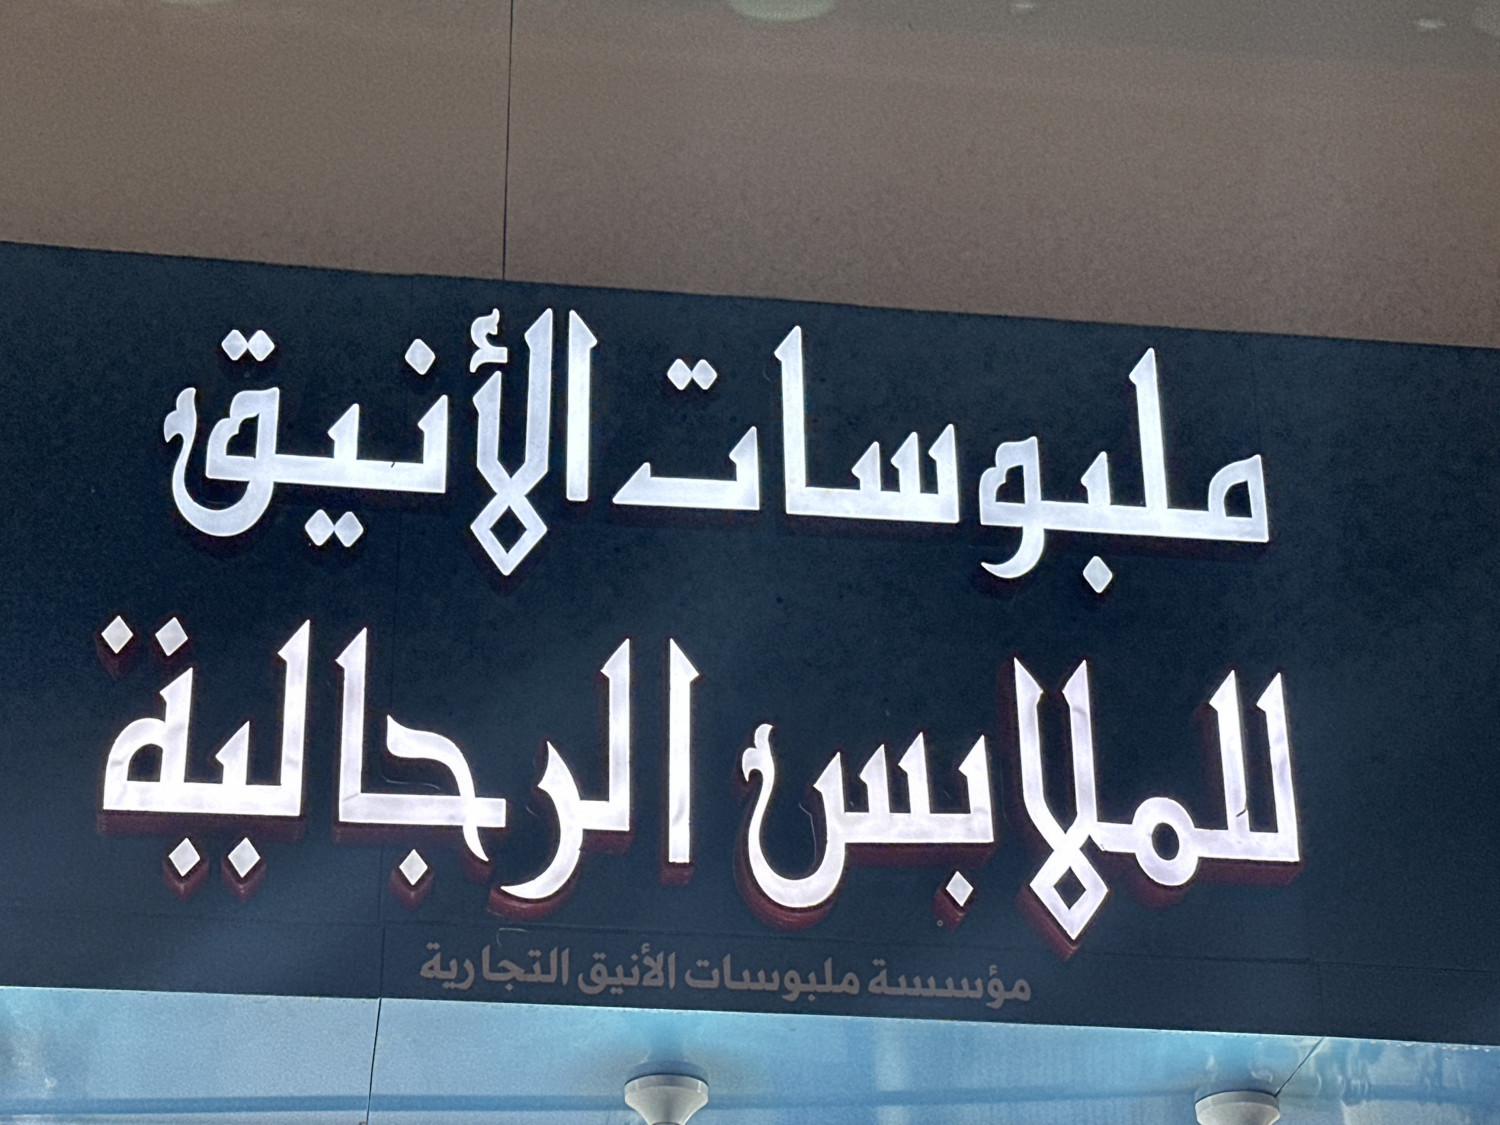 ملبوسات الأنيق
للملابس الرجالية
مؤسسة ملبوسات الأنيق التجارية